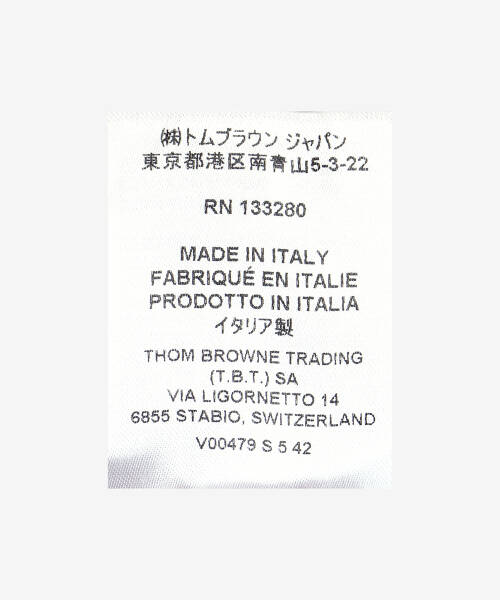 ㈱トムブラウン ジャパン
東京都港区南青山5-3-22
RN 133280
MADE IN ITALY
FABRIQUÉ EN ITALIE
PRODOTTO IN ITALIA
イタリア製
THOM BROWNE TRADING
(T.B.T.) SA
VIA LIGORNETTO 14
6855 STABIO, SWITZERLAND
V00479 S 5 42